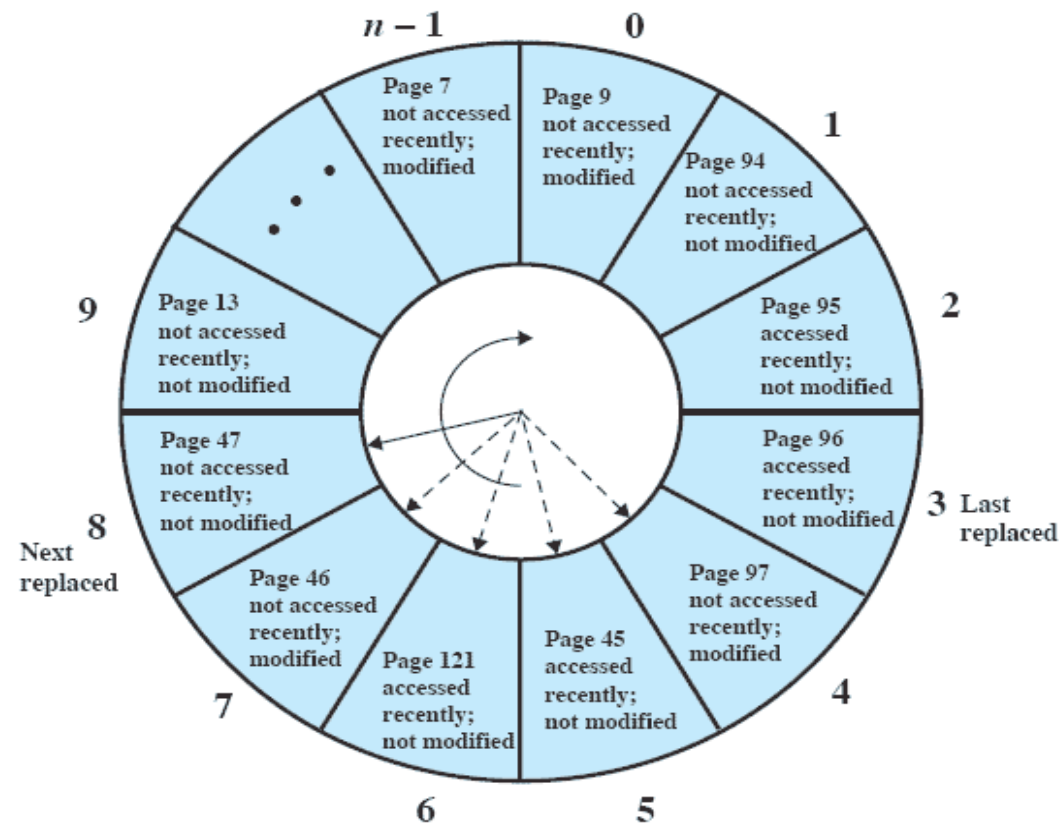 n – 1
0
Page 7
not accessed
recently;
modified
Page 9
not accessed
recently;
modified
1
Page 94
not accessed
recently;
not modified
2
Page 95
accessed
recently;
not modified
3
Last
replaced
Page 96
accessed
recently;
not modified
4
Page 97
not accessed
recently;
modified
5
Page 45
accessed
recently;
not modified
6
Page 121
accessed
recently;
not modified
7
Page 46
not accessed
recently;
modified
8
Next
replaced
Page 47
not accessed
recently;
not modified
9
Page 13
not accessed
recently;
not modified